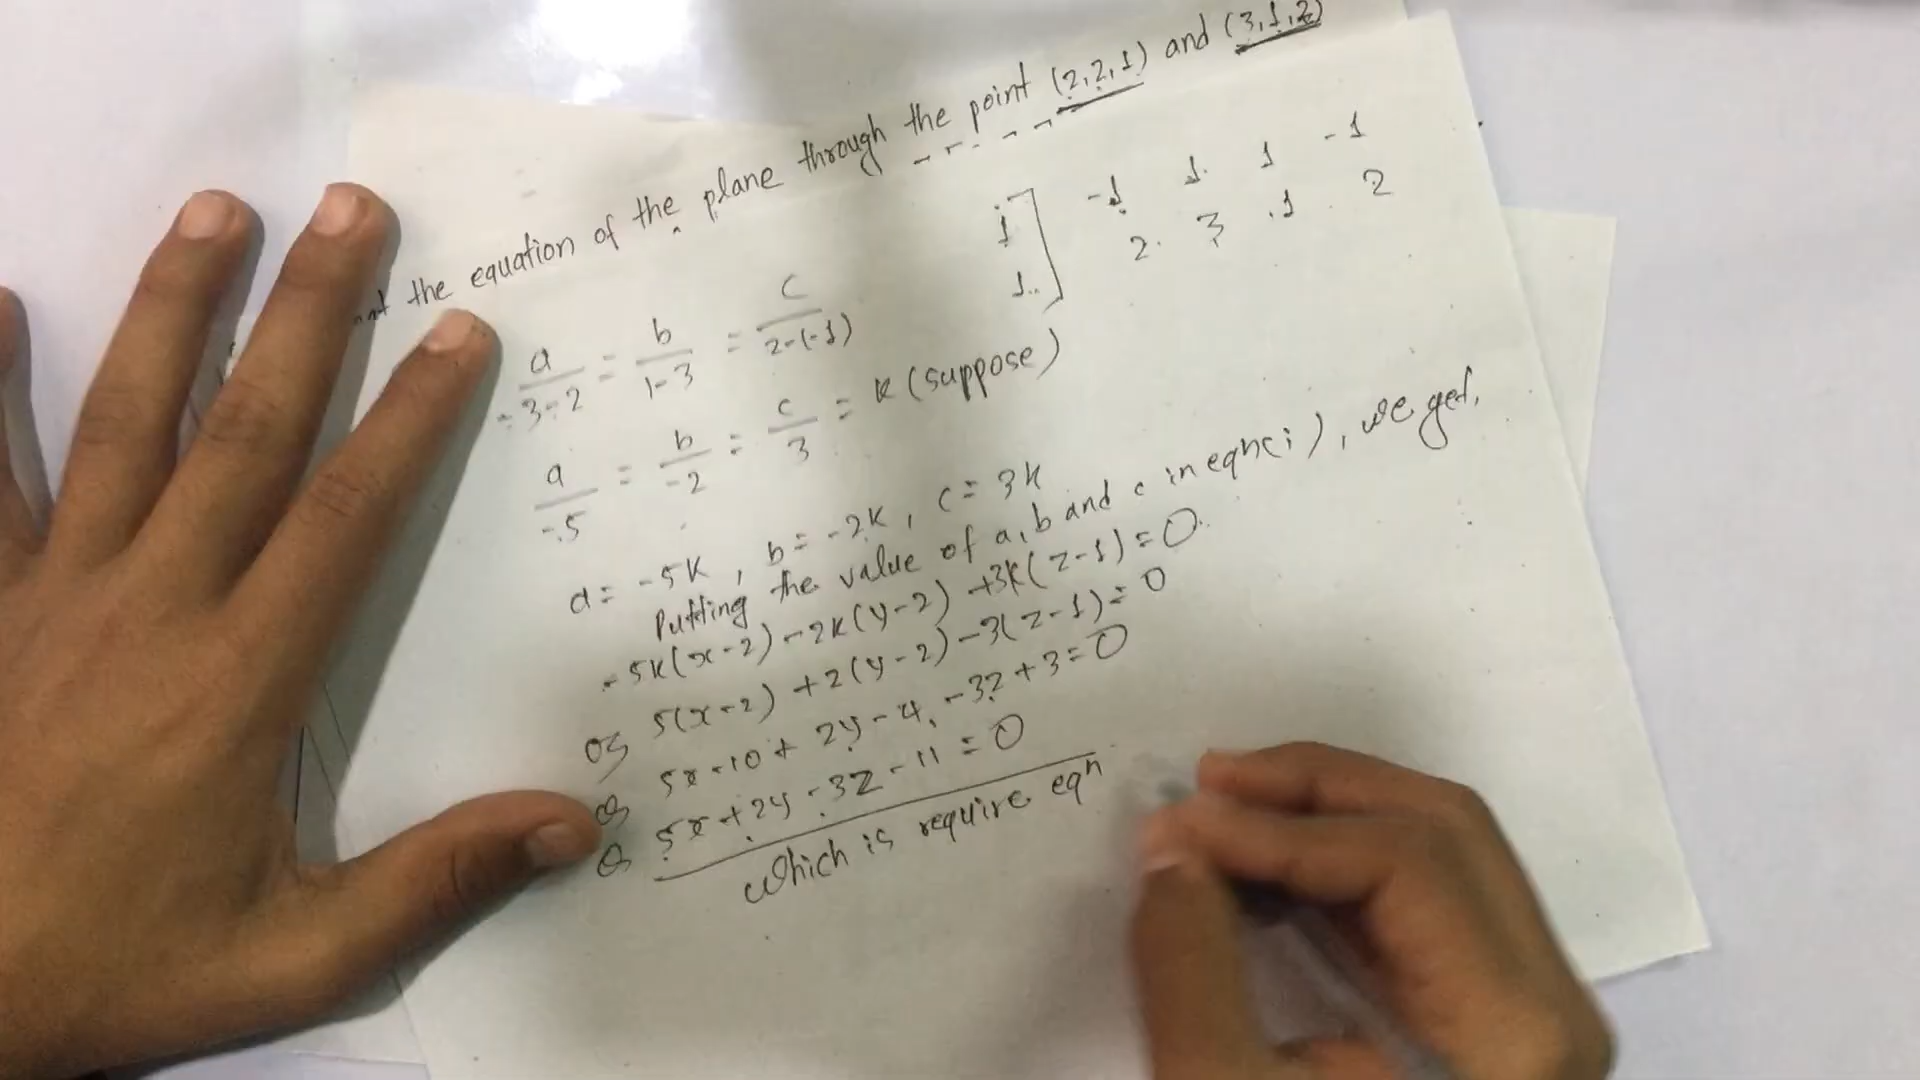 the equation of the plane through the point (2,2,1) and (3,1,2)
1 -1 1 1 -1
1 2 3 1 2
a/-3-2 = b/1-3 = c/2-(-1)
a/-5 = b/-2 = c/3 = k (suppose)
a = -5k, b = -2k, c = 3k
Putting the value of a, b and c in eqn(i), we get,
-5k(x-2) -2k(y-2) +3k(z-1) = 0
or 5(x-2) +2(y-2) -3(z-1) = 0
or 5x-10+2y-4-3z+3=0
or 5x+2y-3z-11=0
which is require eqn